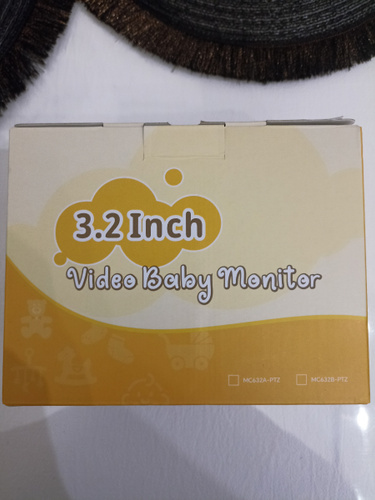 3.2 Inch
Video Baby Monitor
MC632A-PTZ MC632B-PTZ